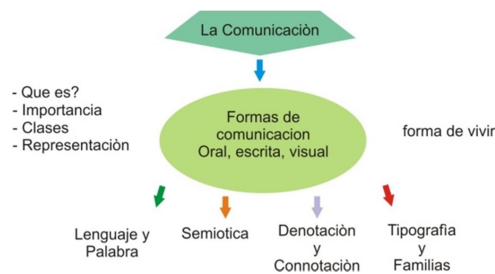 La Comunicaciòn
- Que es?
- Importancia
- Clases
- Representaciòn
Formas de
comunicacion
Oral, escrita, visual
forma de vivir
Lenguaje y
Palabra
Semiotica
Denotaciòn
y
Connotaciòn
Tipografìa
y
Familias